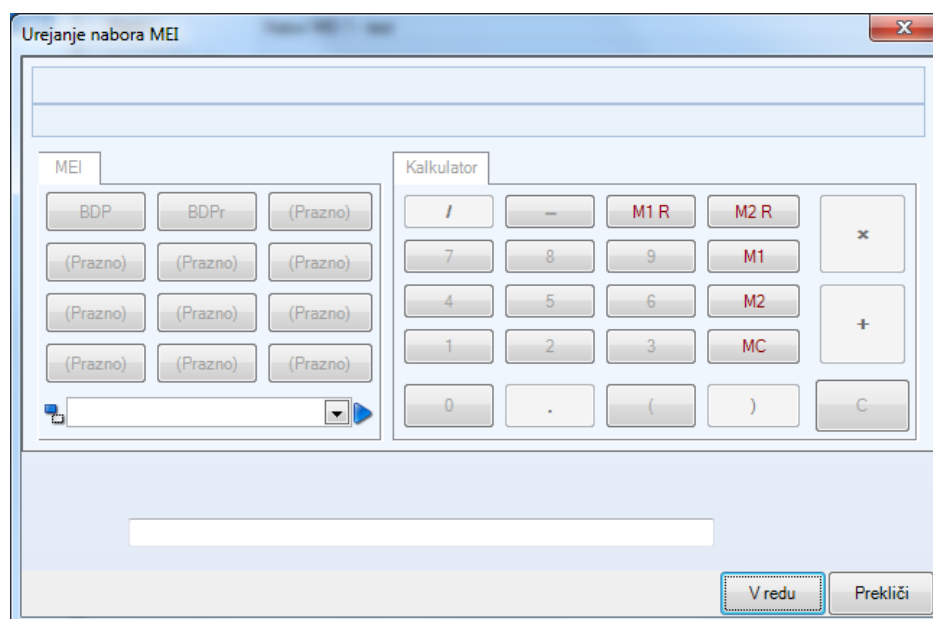 Urejanje nabora MEI
x
MEI
BDP BDPr (Prazno)
(Prazno) (Prazno) (Prazno)
(Prazno) (Prazno) (Prazno)
(Prazno) (Prazno) (Prazno)
Kalkulator
/ – M1 R M2 R ×
7 8 9 M1
4 5 6 M2 +
1 2 3 MC
0 . ( ) C
V redu Prekliči